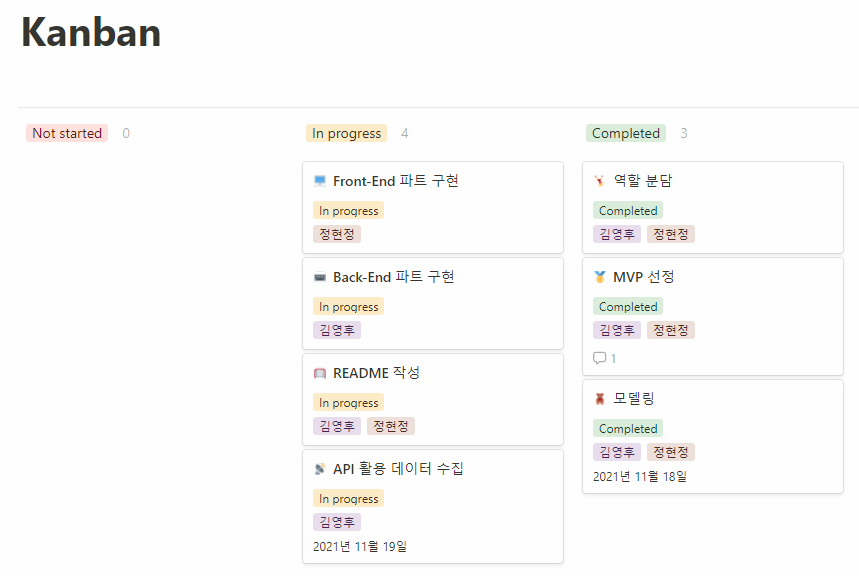 Kanban
Not started 0
In progress 4
Front-End 파트 구현
In progress
정현정
Back-End 파트 구현
In progress
김영후
README 작성
In progress
김영후 정현정
API 활용 데이터 수집
In progress
김영후
2021년 11월 19일
Completed 3
역할 분담
Completed
김영후 정현정
MVP 선정
Completed
김영후 정현정
1
모델링
Completed
김영후 정현정
2021년 11월 18일